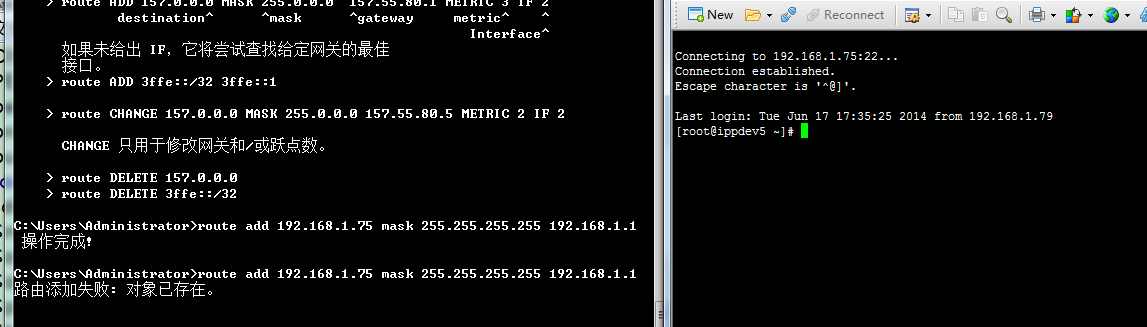 > route ADD 157.0.0.0 MASK 255.0.0.0 157.55.80.1 METRIC 3 IF 2
destination^ ^mask ^gateway metric^ ^
Interface^
如果未给出 IF，它将尝试查找给定网关的最佳
接口。
> route ADD 3ffe::/32 3ffe::1
> route CHANGE 157.0.0.0 MASK 255.0.0.0 157.55.80.5 METRIC 2 IF 2
CHANGE 只用于修改网关和/或跃点数。
> route DELETE 157.0.0.0
> route DELETE 3ffe::/32
C:\Users\Administrator>route add 192.168.1.75 mask 255.255.255.255 192.168.1.1
操作完成!
C:\Users\Administrator>route add 192.168.1.75 mask 255.255.255.255 192.168.1.1
路由添加失败: 对象已存在。
New Reconnect
Connecting to 192.168.1.75:22...
Connection established.
Escape character is '^@]'.
Last login: Tue Jun 17 17:35:25 2014 from 192.168.1.79
[root@ippdev5 ~]#